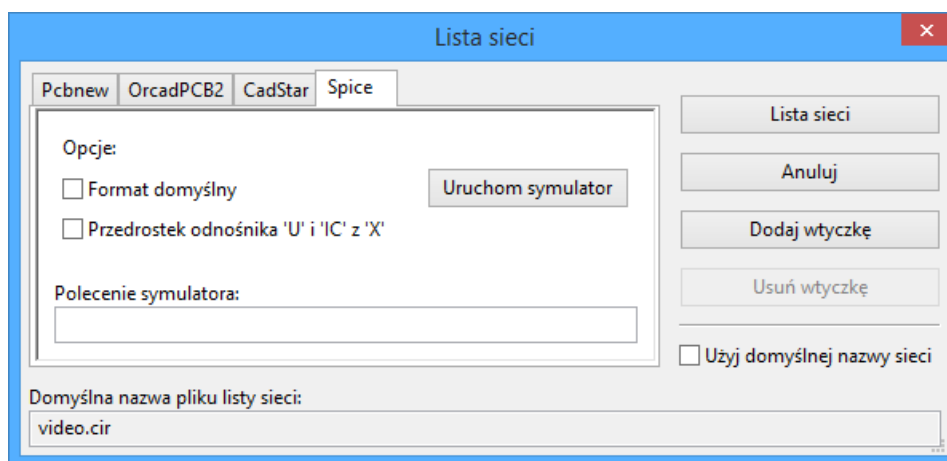 Lista sieci
Pcbnew OrcadPCB2 CadStar Spice
Lista sieci
Opcje:
Anuluj
Format domyślny
Uruchom symulator
Przedrostek odnośnika 'U' i 'IC' z 'X'
Dodaj wtyczkę
Polecenie symulatora:
Usuń wtyczkę
Użyj domyślnej nazwy sieci
Domyślna nazwa pliku listy sieci:
video.cir